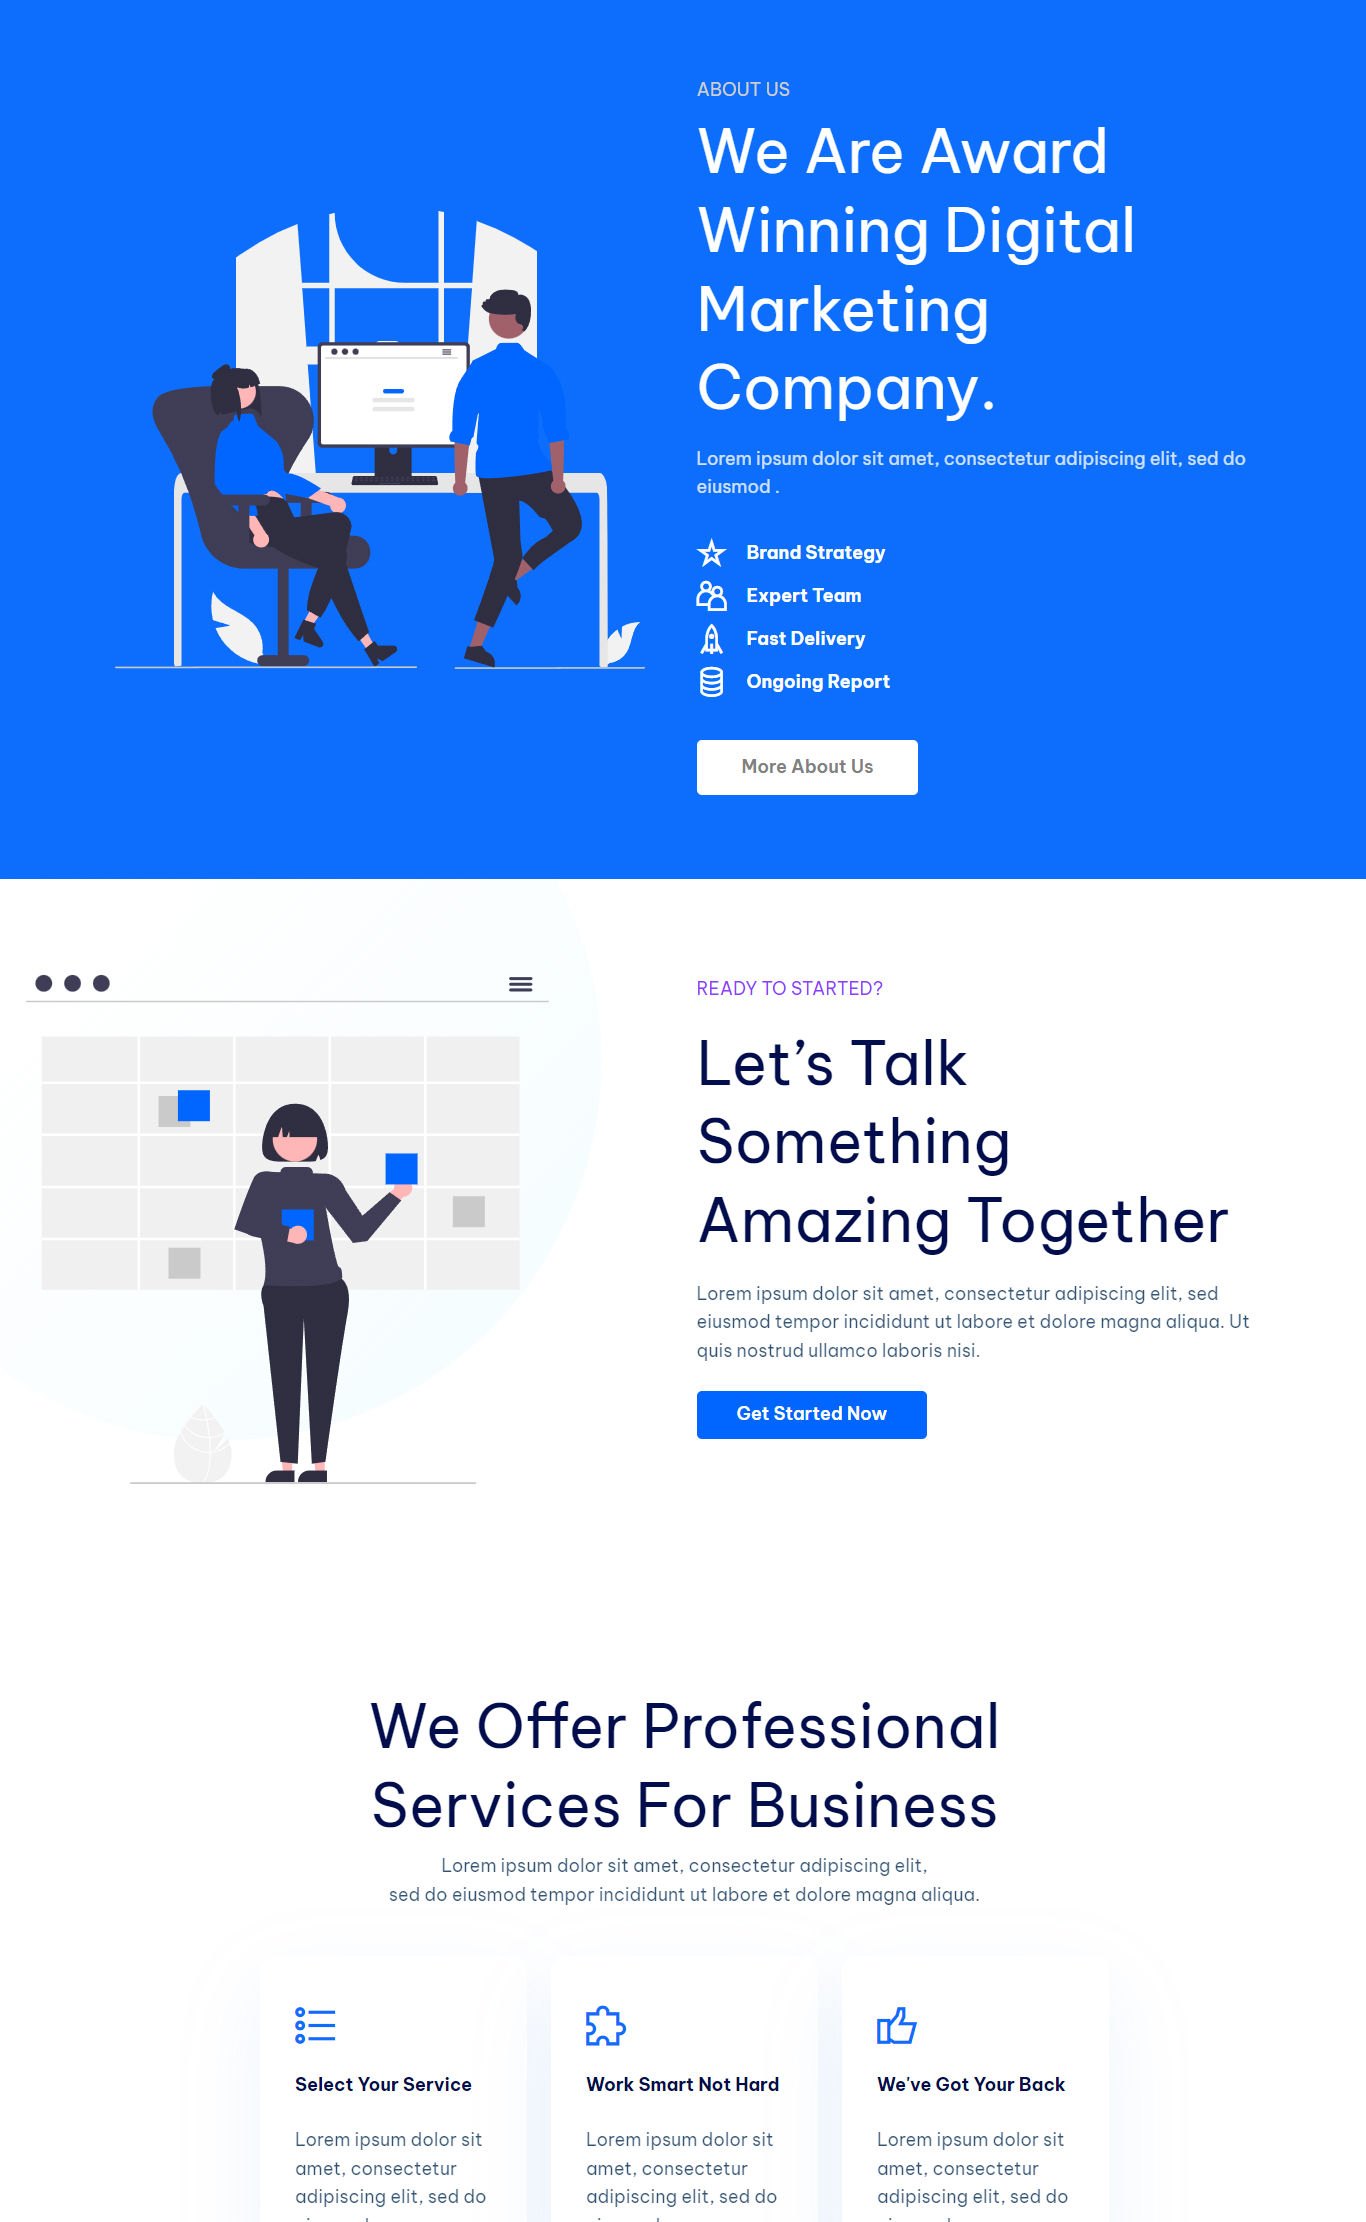 ABOUT US
We Are Award
Winning Digital
Marketing
Company.
Lorem ipsum dolor sit amet, consectetur adipiscing elit, sed do
eiusmod .
Brand Strategy
Expert Team
Fast Delivery
Ongoing Report
More About Us
READY TO STARTED?
Let’s Talk
Something
Amazing Together
Lorem ipsum dolor sit amet, consectetur adipiscing elit, sed
eiusmod tempor incididunt ut labore et dolore magna aliqua. Ut
quis nostrud ullamco laboris nisi.
Get Started Now
We Offer Professional
Services For Business
Lorem ipsum dolor sit amet, consectetur adipiscing elit,
sed do eiusmod tempor incididunt ut labore et dolore magna aliqua.
Select Your Service
Lorem ipsum dolor sit
amet, consectetur
adipiscing elit, sed do
Work Smart Not Hard
Lorem ipsum dolor sit
amet, consectetur
adipiscing elit, sed do
We've Got Your Back
Lorem ipsum dolor sit
amet, consectetur
adipiscing elit, sed do